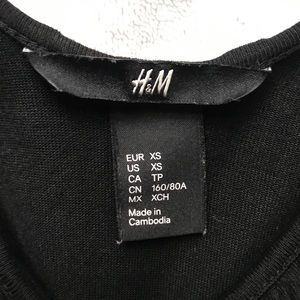 H&M
EUR XS
US XS
CA TP
CN 160/80A
MX XCH
Made in
Cambodia